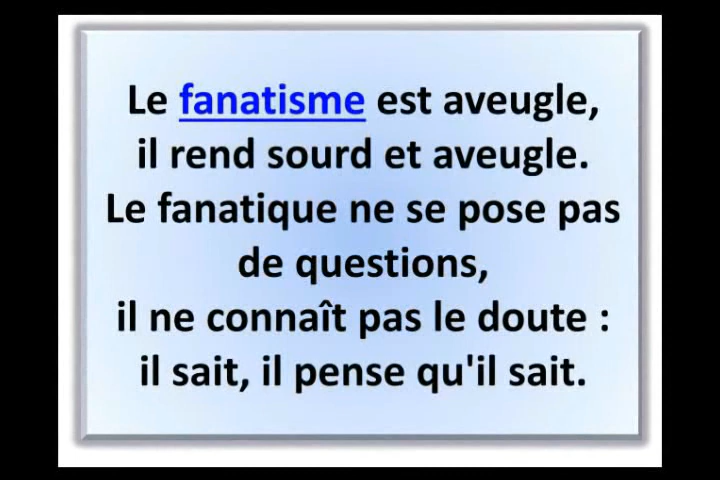 Le fanatisme est aveugle,
il rend sourd et aveugle.
Le fanatique ne se pose pas
de questions,
il ne connaît pas le doute :
il sait, il pense qu'il sait.